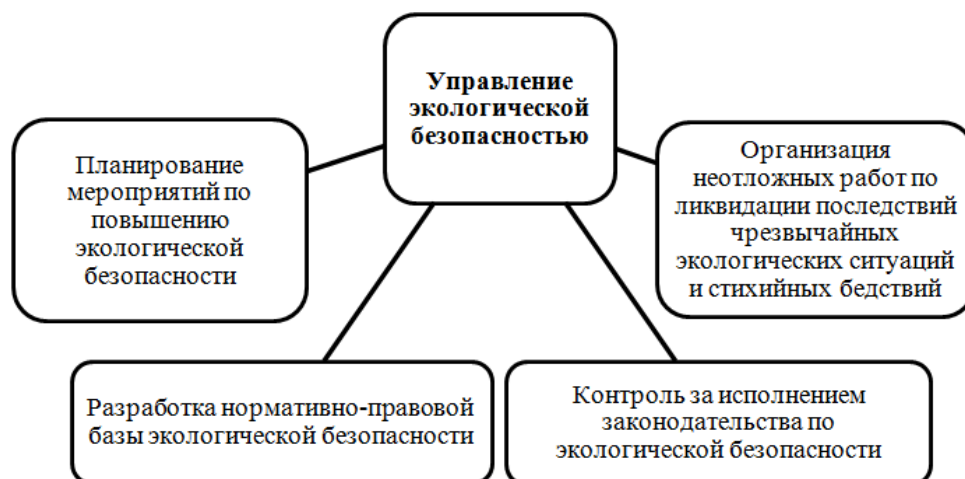 Управление
экологической
безопасностью
Планирование
мероприятий по
повышению
экологической
безопасности
Организация
неотложных работ по
ликвидации последствий
чрезвычайных
экологических ситуаций
и стихийных бедствий
Разработка нормативно-правовой
базы экологической безопасности
Контроль за исполнением
законодательства по
экологической безопасности